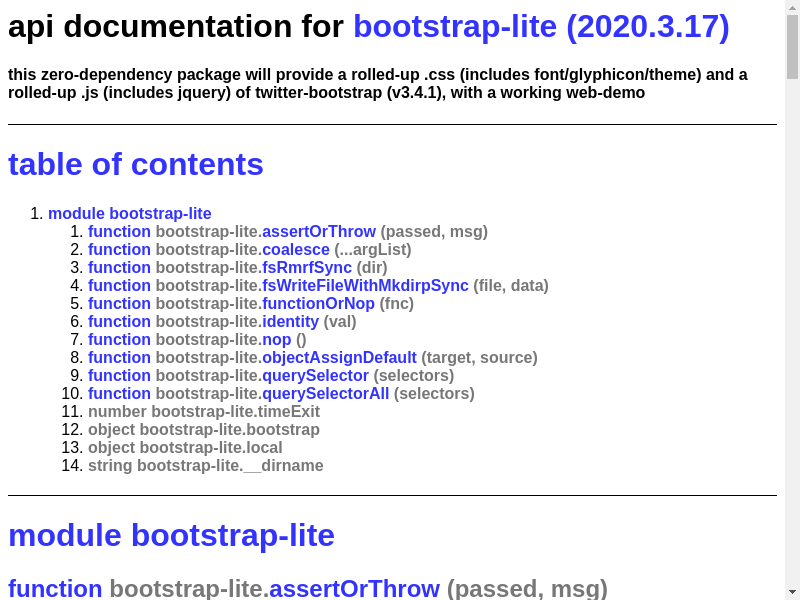 api documentation for bootstrap-lite (2020.3.17)
this zero-dependency package will provide a rolled-up .css (includes font/glyphicon/theme) and a
rolled-up .js (includes jquery) of twitter-bootstrap (v3.4.1), with a working web-demo
table of contents
1. module bootstrap-lite
1. function bootstrap-lite.assertOrThrow (passed, msg)
2. function bootstrap-lite.coalesce (...argList)
3. function bootstrap-lite.fsRmrfSync (dir)
4. function bootstrap-lite.fsWriteFileWithMkdirpSync (file, data)
5. function bootstrap-lite.functionOrNop (fnc)
6. function bootstrap-lite.identity (val)
7. function bootstrap-lite.nop ()
8. function bootstrap-lite.objectAssignDefault (target, source)
9. function bootstrap-lite.querySelector (selectors)
10. function bootstrap-lite.querySelectorAll (selectors)
11. number bootstrap-lite.timeExit
12. object bootstrap-lite.bootstrap
13. object bootstrap-lite.local
14. string bootstrap-lite.__dirname
module bootstrap-lite
function bootstrap-lite.assertOrThrow (passed, msg)